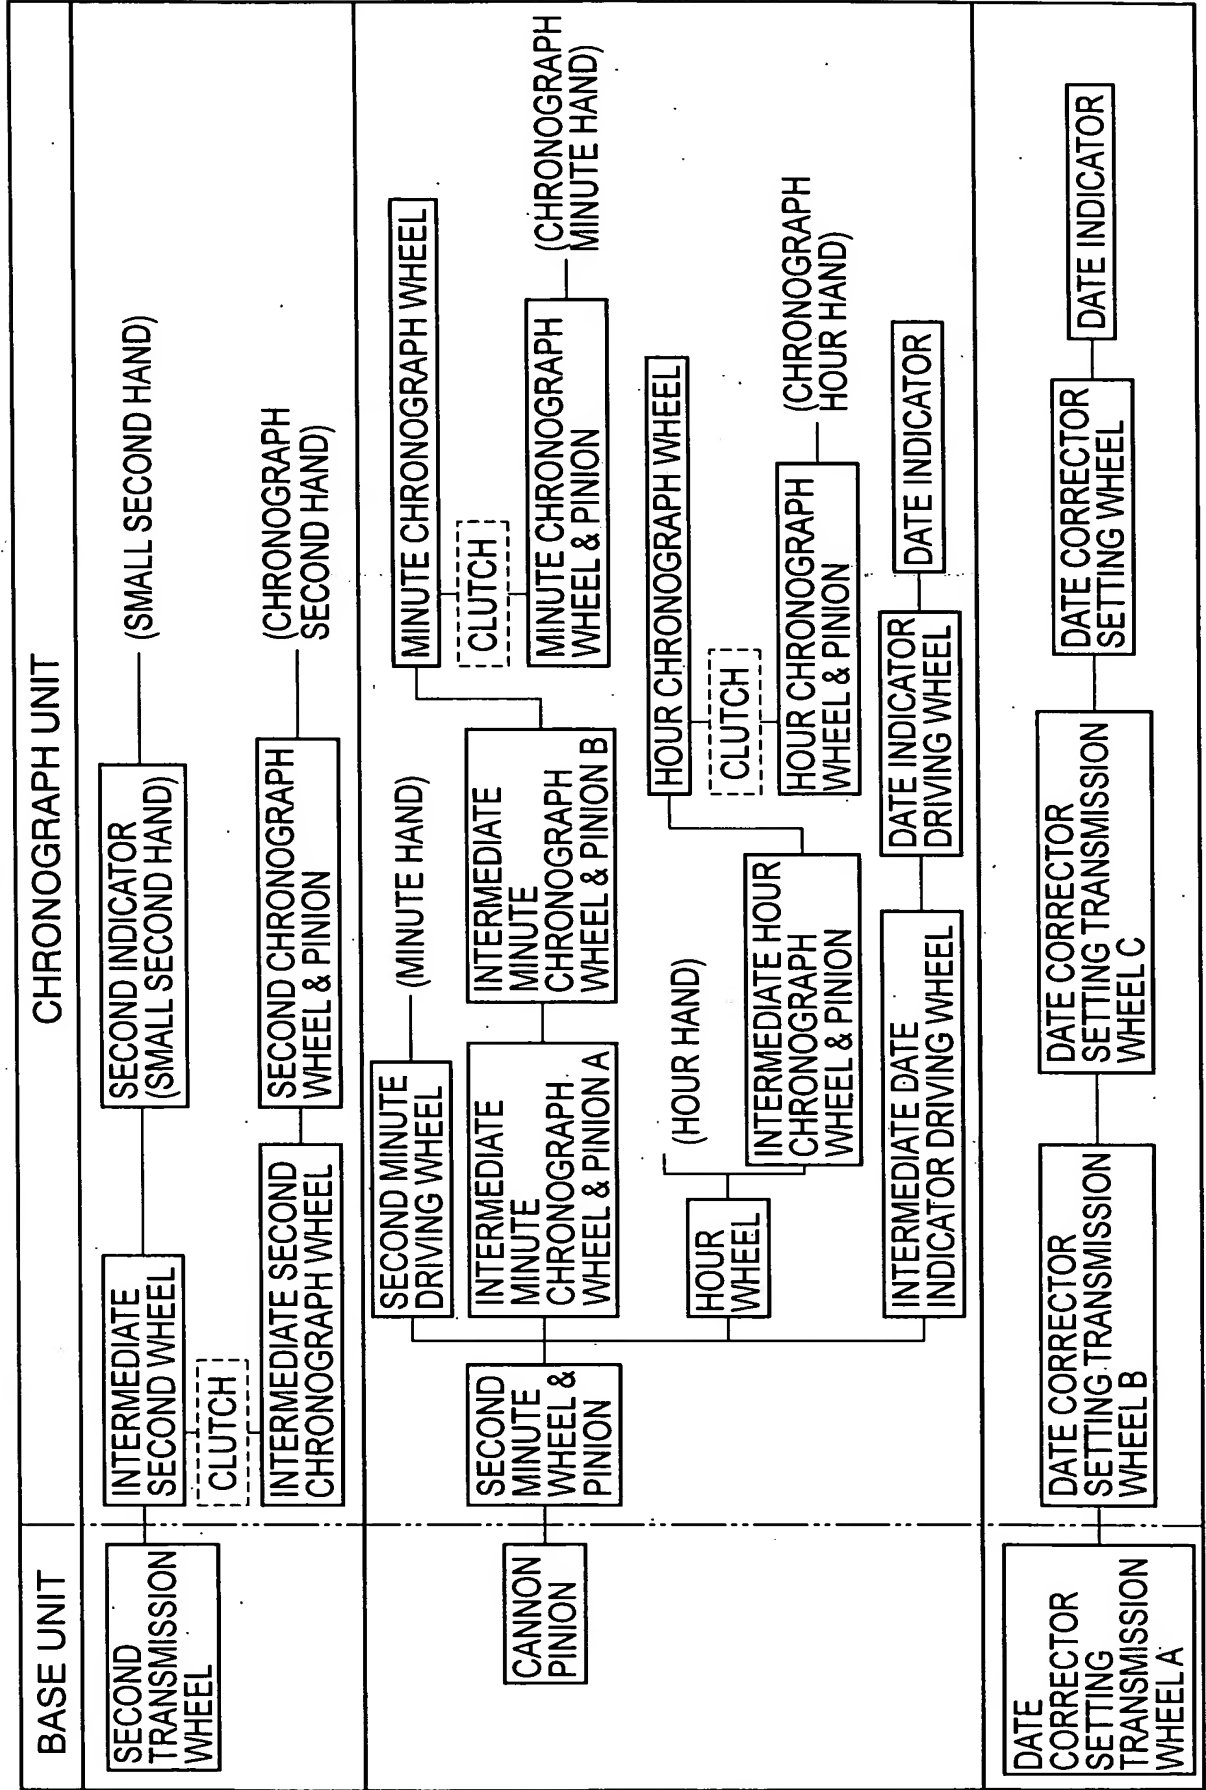 BASE UNIT
CHRONOGRAPH UNIT
SECOND
TRANSMISSION
WHEEL
INTERMEDIATE
SECOND WHEEL
SECOND INDICATOR
(SMALL SECOND HAND)
(SMALL SECOND HAND)
CLUTCH
INTERMEDIATE SECOND
CHRONOGRAPH WHEEL
SECOND CHRONOGRAPH
WHEEL & PINION
(CHRONOGRAPH
SECOND HAND)
CANNON
PINION
SECOND
MINUTE
WHEEL &
PINION
SECOND MINUTE
DRIVING WHEEL
(MINUTE HAND)
INTERMEDIATE
MINUTE
CHRONOGRAPH
WHEEL & PINION A
INTERMEDIATE
MINUTE
CHRONOGRAPH
WHEEL & PINION B
MINUTE CHRONOGRAPH WHEEL
CLUTCH
MINUTE CHRONOGRAPH
WHEEL & PINION
(CHRONOGRAPH
MINUTE HAND)
HOUR
WHEEL
(HOUR HAND)
INTERMEDIATE HOUR
CHRONOGRAPH
WHEEL & PINION
HOUR CHRONOGRAPH WHEEL
CLUTCH
HOUR CHRONOGRAPH
WHEEL & PINION
(CHRONOGRAPH
HOUR HAND)
INTERMEDIATE DATE
INDICATOR DRIVING WHEEL
DATE INDICATOR
DRIVING WHEEL
DATE INDICATOR
DATE
CORRECTOR
SETTING
TRANSMISSION
WHEEL A
DATE CORRECTOR
SETTING TRANSMISSION
WHEEL B
DATE CORRECTOR
SETTING TRANSMISSION
WHEEL C
DATE CORRECTOR
SETTING WHEEL
DATE INDICATOR